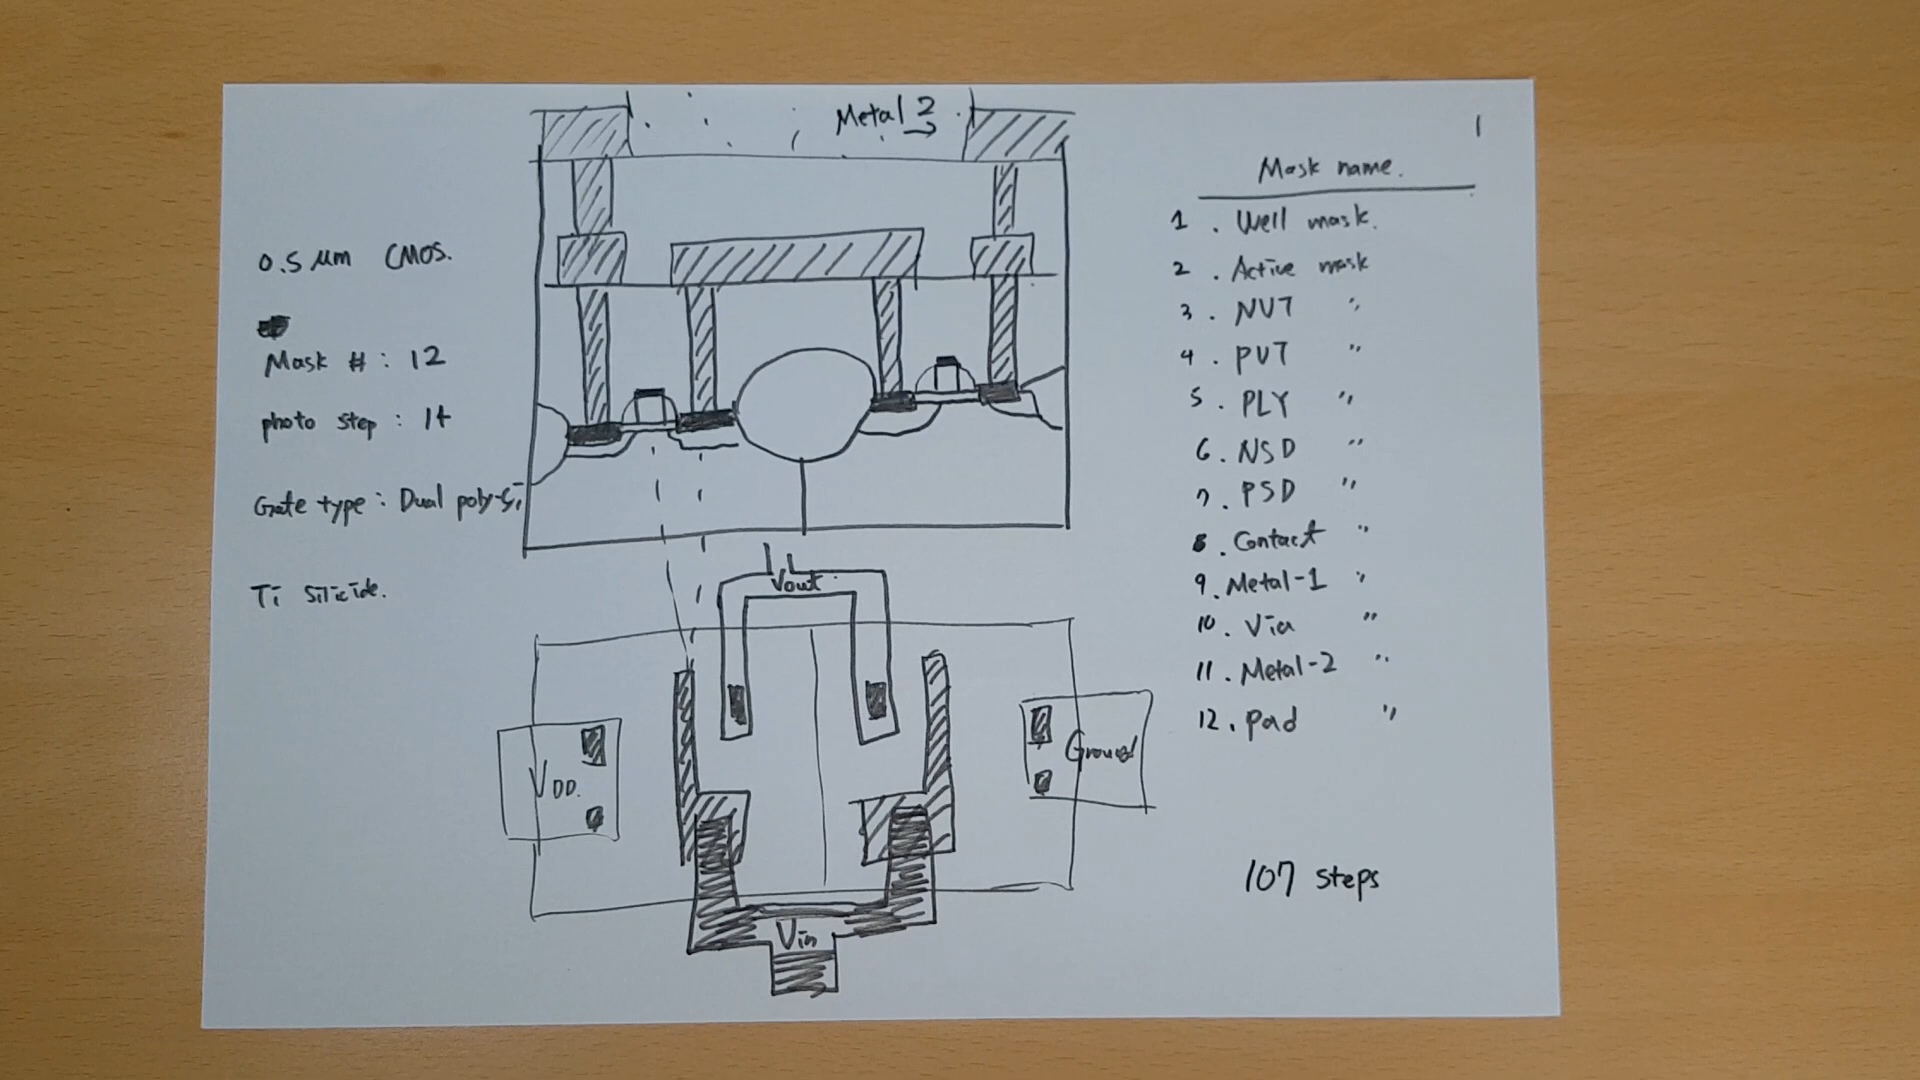 Metal 2
1
Mask name.
0.5 μm CMOS.
Mask # : 12
photo step : 14
Gate type : Dual poly-Si
Ti Silicide.
1 . Well mask.
2 . Active mask
3 . NVT "
4 . PVT "
5 . PLY "
6 . NSD "
7 . PSD "
8 . Contact "
9 . Metal-1 "
10 . Via "
11 . Metal-2 "
12 . Pad "
Vout
VDD.
Ground
Vin
107 steps